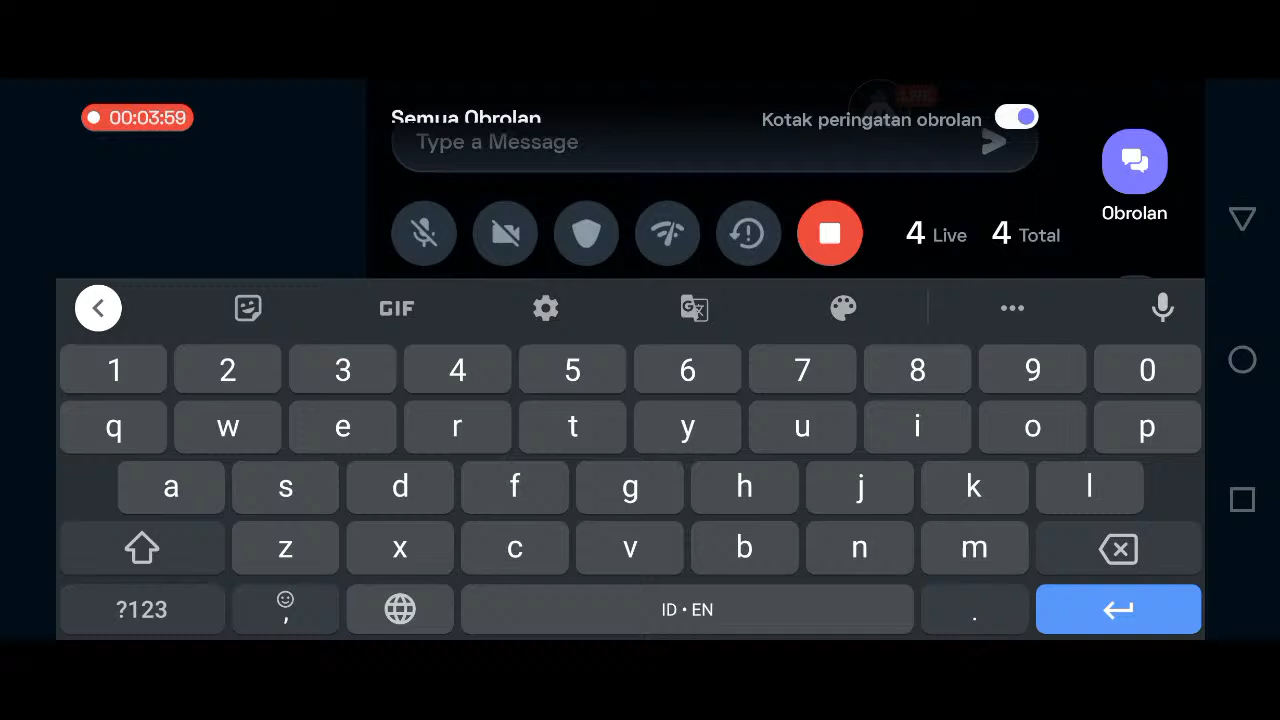 00:03:59
Semua Obrolan
Kotak peringatan obrolan
Type a Message
Obrolan
4 Live 4 Total
GIF
1 2 3 4 5 6 7 8 9 0
q w e r t y u i o p
a s d f g h j k l
z x c v b n m
?123 , ID • EN .